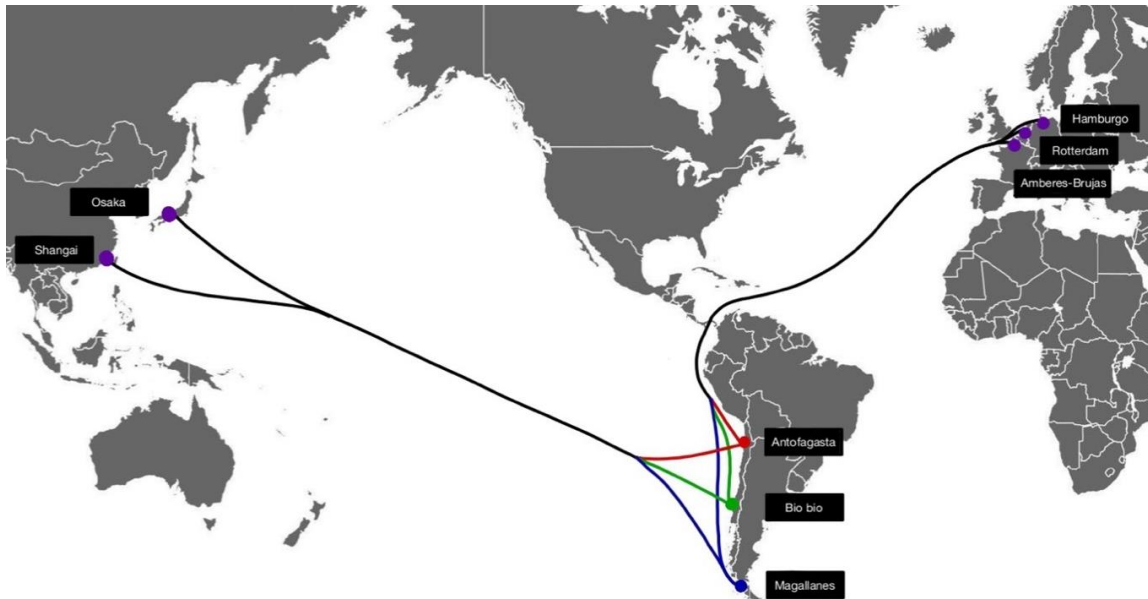 Hamburgo
Rotterdam
Amberes-Brujas
Osaka
Shangai
Antofagasta
Bio bio
Magallanes